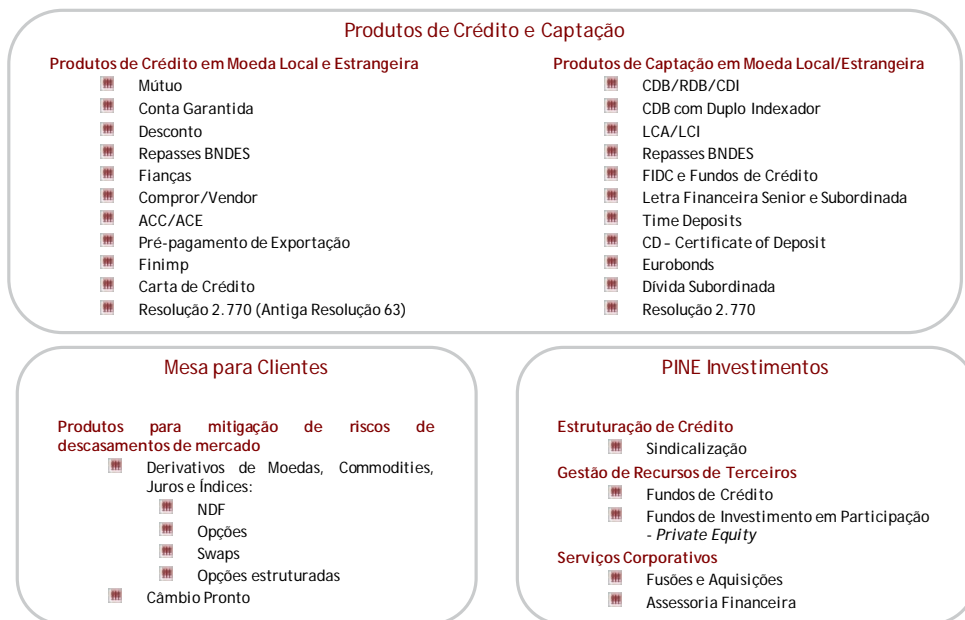 Produtos de Crédito e Captação
Produtos de Crédito em Moeda Local e Estrangeira
Mútuo
Conta Garantida
Desconto
Repasses BNDES
Fianças
Compror/Vendor
ACC/ACE
Pré-pagamento de Exportação
Finimp
Carta de Crédito
Resolução 2.770 (Antiga Resolução 63)
Produtos de Captação em Moeda Local/Estrangeira
CDB/RDB/CDI
CDB com Duplo Indexador
LCA/LCI
Repasses BNDES
FIDC e Fundos de Crédito
Letra Financeira Senior e Subordinada
Time Deposits
CD – Certificate of Deposit
Eurobonds
Dívida Subordinada
Resolução 2.770
Mesa para Clientes
Produtos para mitigação de riscos de
descasamentos de mercado
Derivativos de Moedas, Commodities,
Juros e Índices:
NDF
Opções
Swaps
Opções estruturadas
Câmbio Pronto
PINE Investimentos
Estruturação de Crédito
Sindicalização
Gestão de Recursos de Terceiros
Fundos de Crédito
Fundos de Investimento em Participação
- Private Equity
Serviços Corporativos
Fusões e Aquisições
Assessoria Financeira